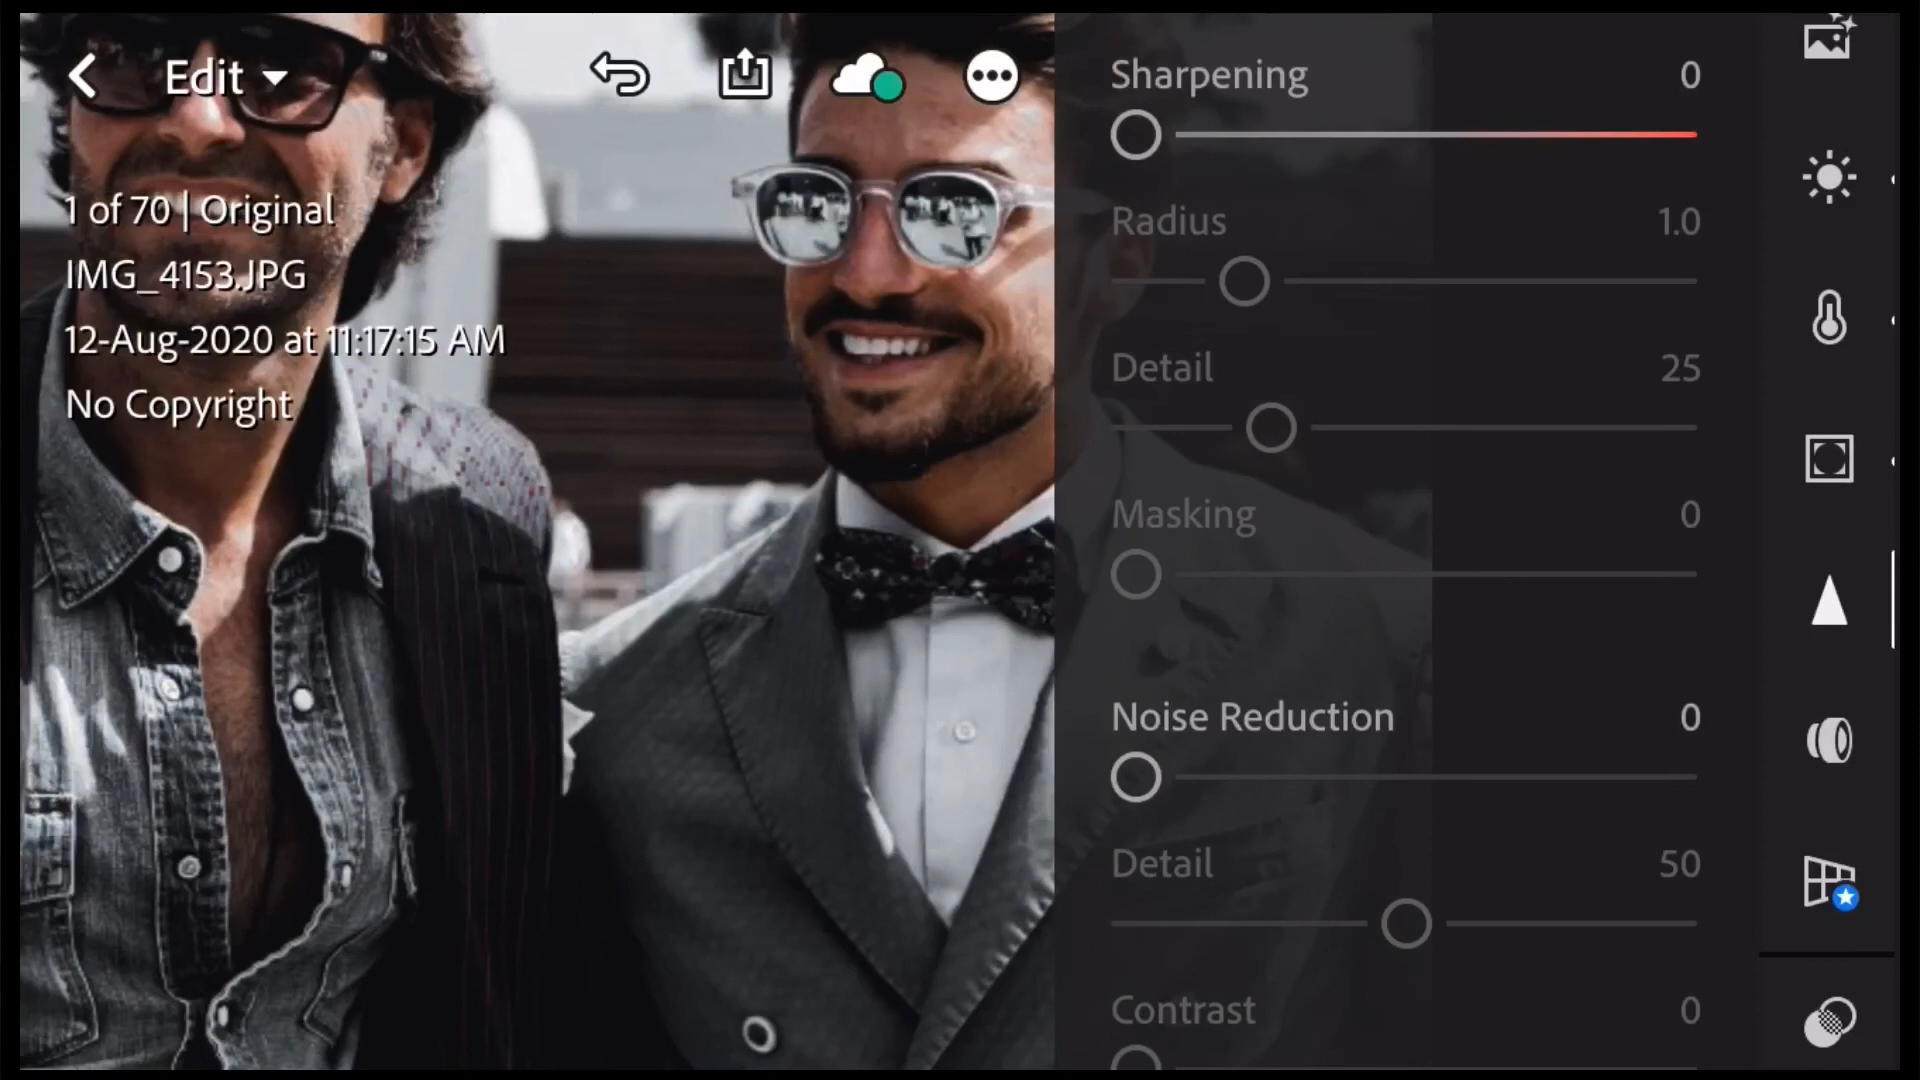 Edit
1 of 70 | Original
IMG_4153.JPG
12-Aug-2020 at 11:17:15 AM
No Copyright
Sharpening 0
Radius 1.0
Detail 25
Masking 0
Noise Reduction 0
Detail 50
Contrast 0